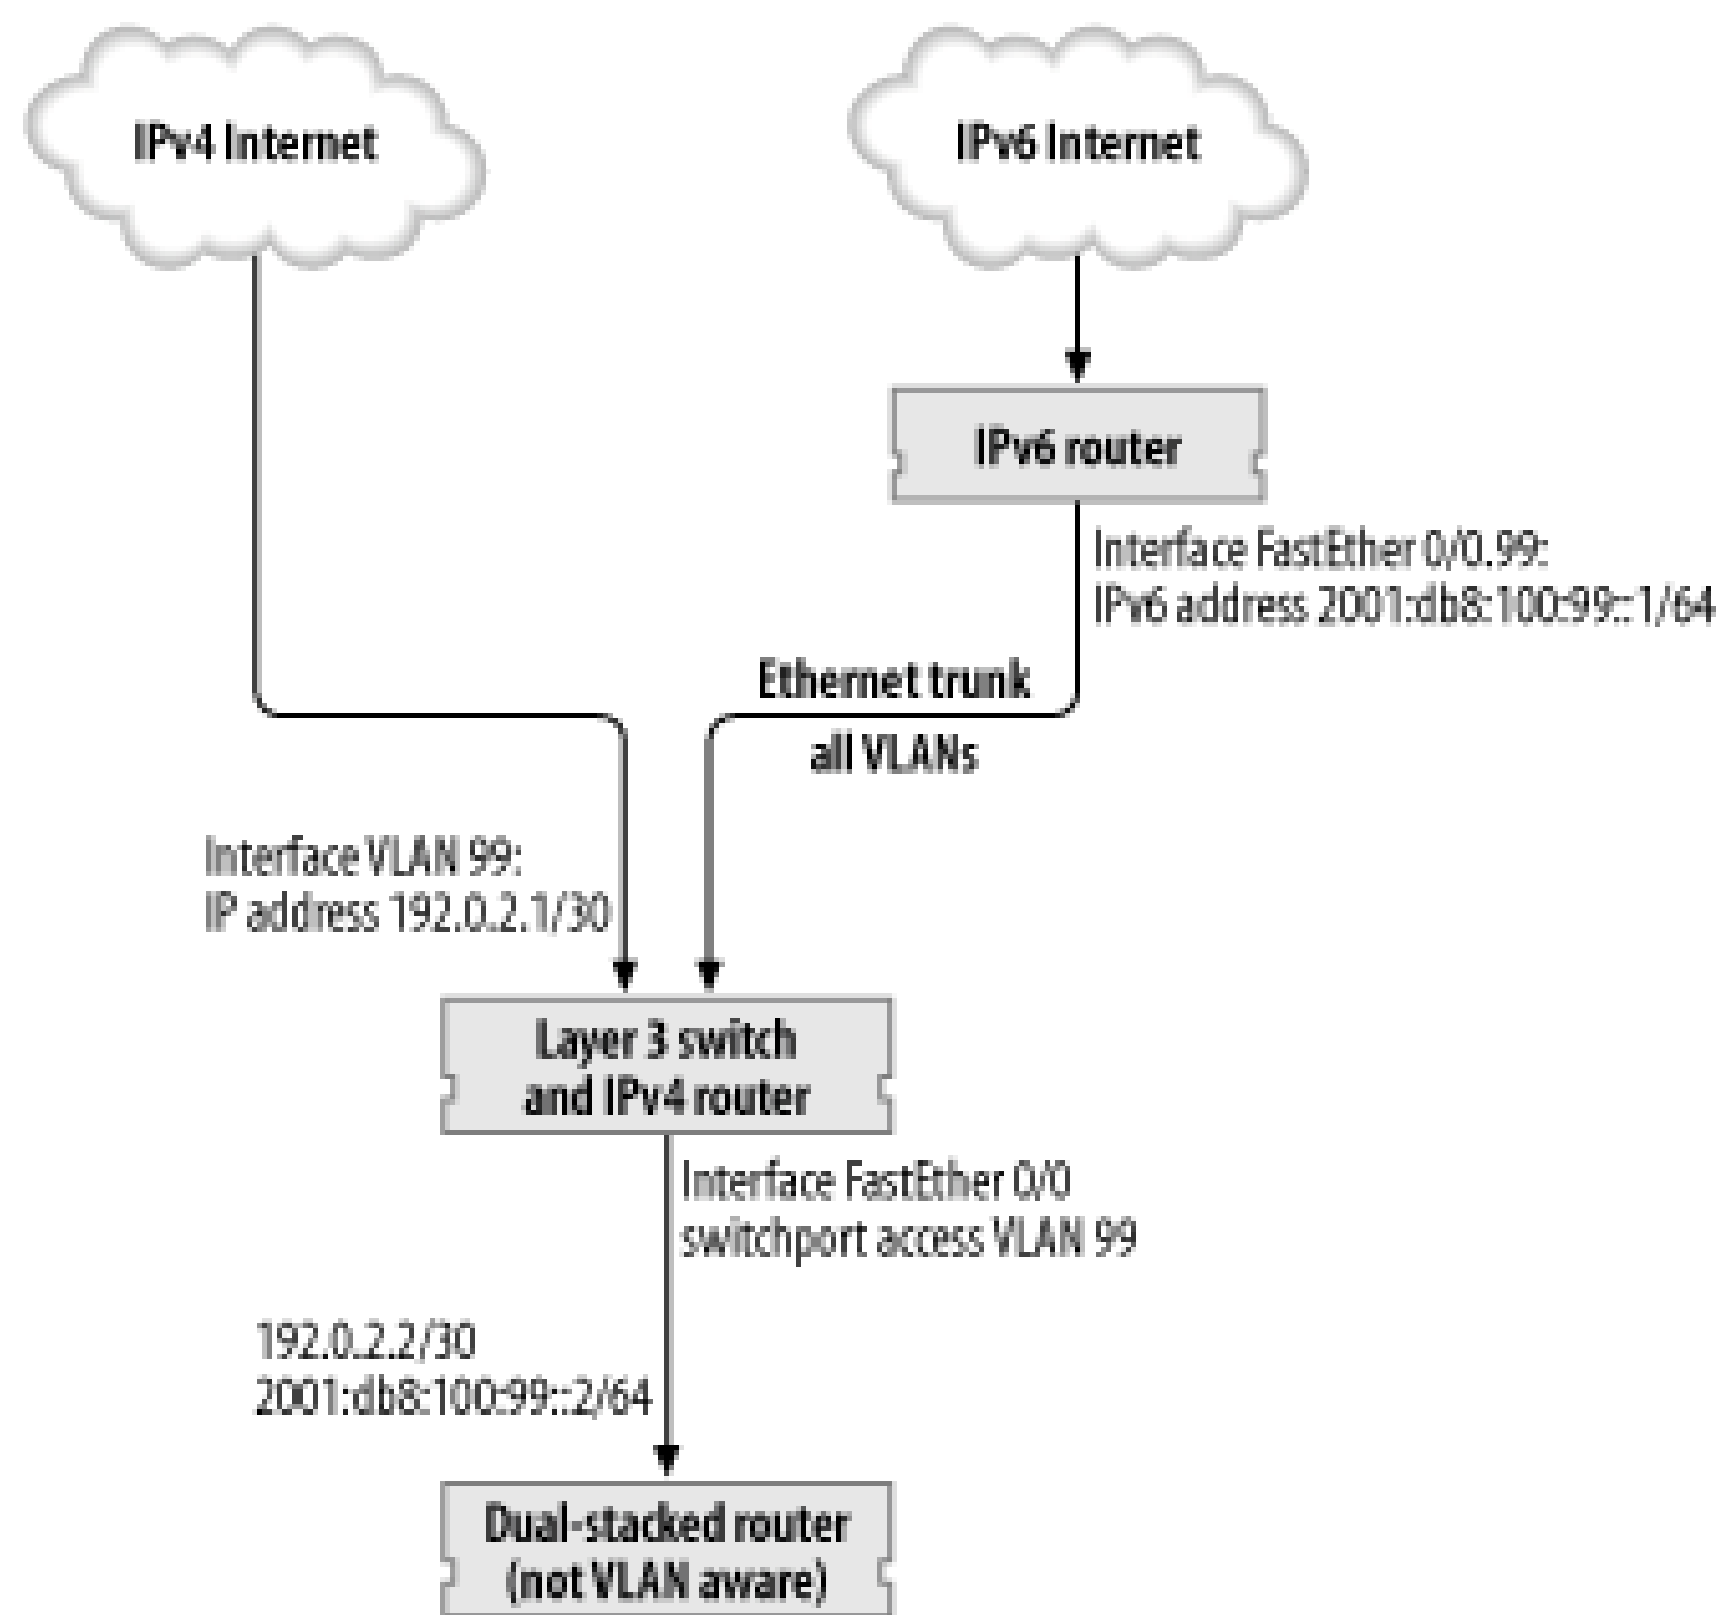 IPv4 Internet
IPv6 Internet
IPv6 router
Interface FastEther 0/0.99:
IPv6 address 2001:db8:100:99::1/64
Ethernet trunk
all VLANs
Interface VLAN 99:
IP address 192.0.2.1/30
Layer 3 switch
and IPv4 router
Interface FastEther 0/0
switchport access VLAN 99
192.0.2.2/30
2001:db8:100:99::2/64
Dual-stacked router
(not VLAN aware)